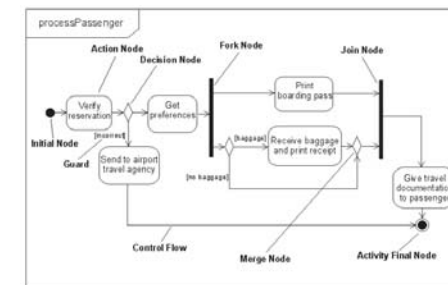 processPassenger
Action Node
Decision Node
Fork Node
Join Node
Verify
reservation
Get
preferences
Print
boarding pass
Initial Node
[incorrect]
Guard
Send to airport
travel agency
[baggage]
Receive baggage
and print receipt
[no baggage]
Give travel
documentation
to passenger
Control Flow
Merge Node
Activity Final Node